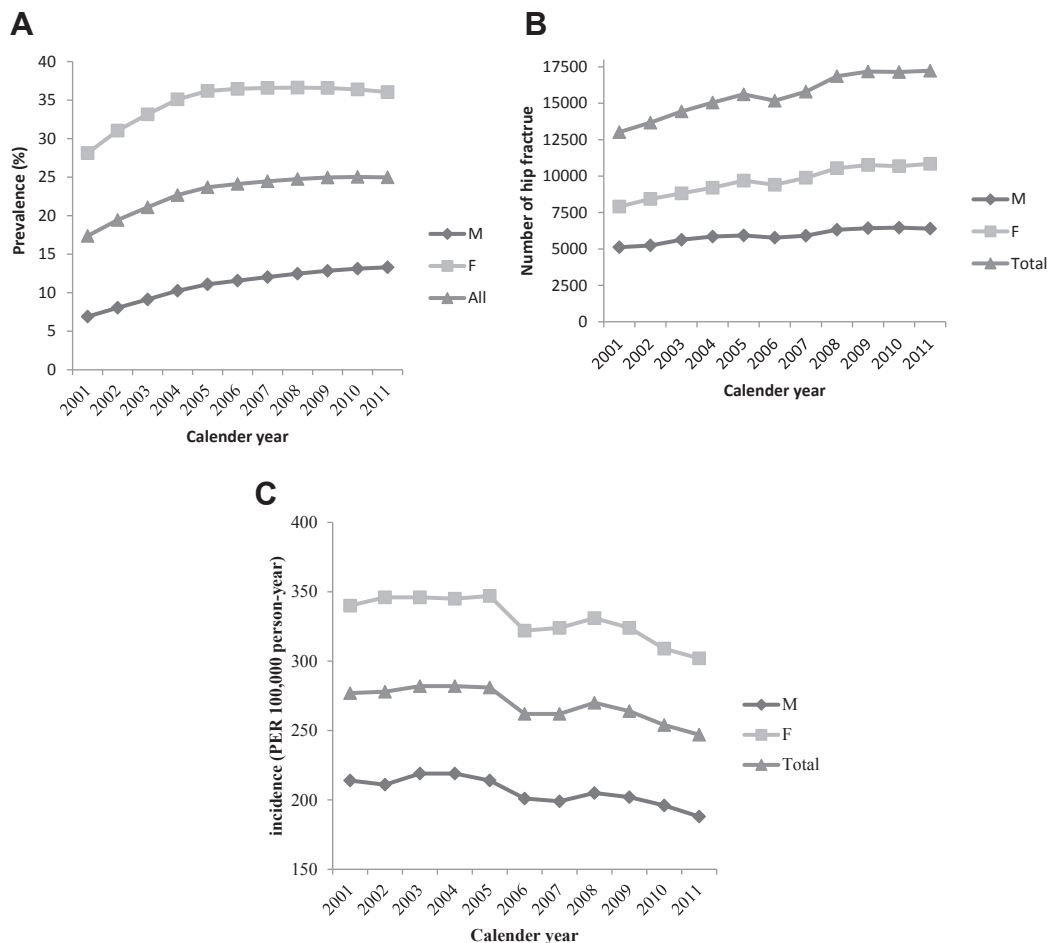 A
Prevalence (%)
40
35
30
25
20
15
10
5
0
2001 2002 2003 2004 2005 2006 2007 2008 2009 2010 2011
Calender year
M
F
All
B
Number of hip fractrue
17500
15000
12500
10000
7500
5000
2500
0
2001 2002 2003 2004 2005 2006 2007 2008 2009 2010 2011
Calender year
M
F
Total
C
incidence (PER 100,000 person-year)
400
350
300
250
200
150
2001 2002 2003 2004 2005 2006 2007 2008 2009 2010 2011
Calender year
M
F
Total